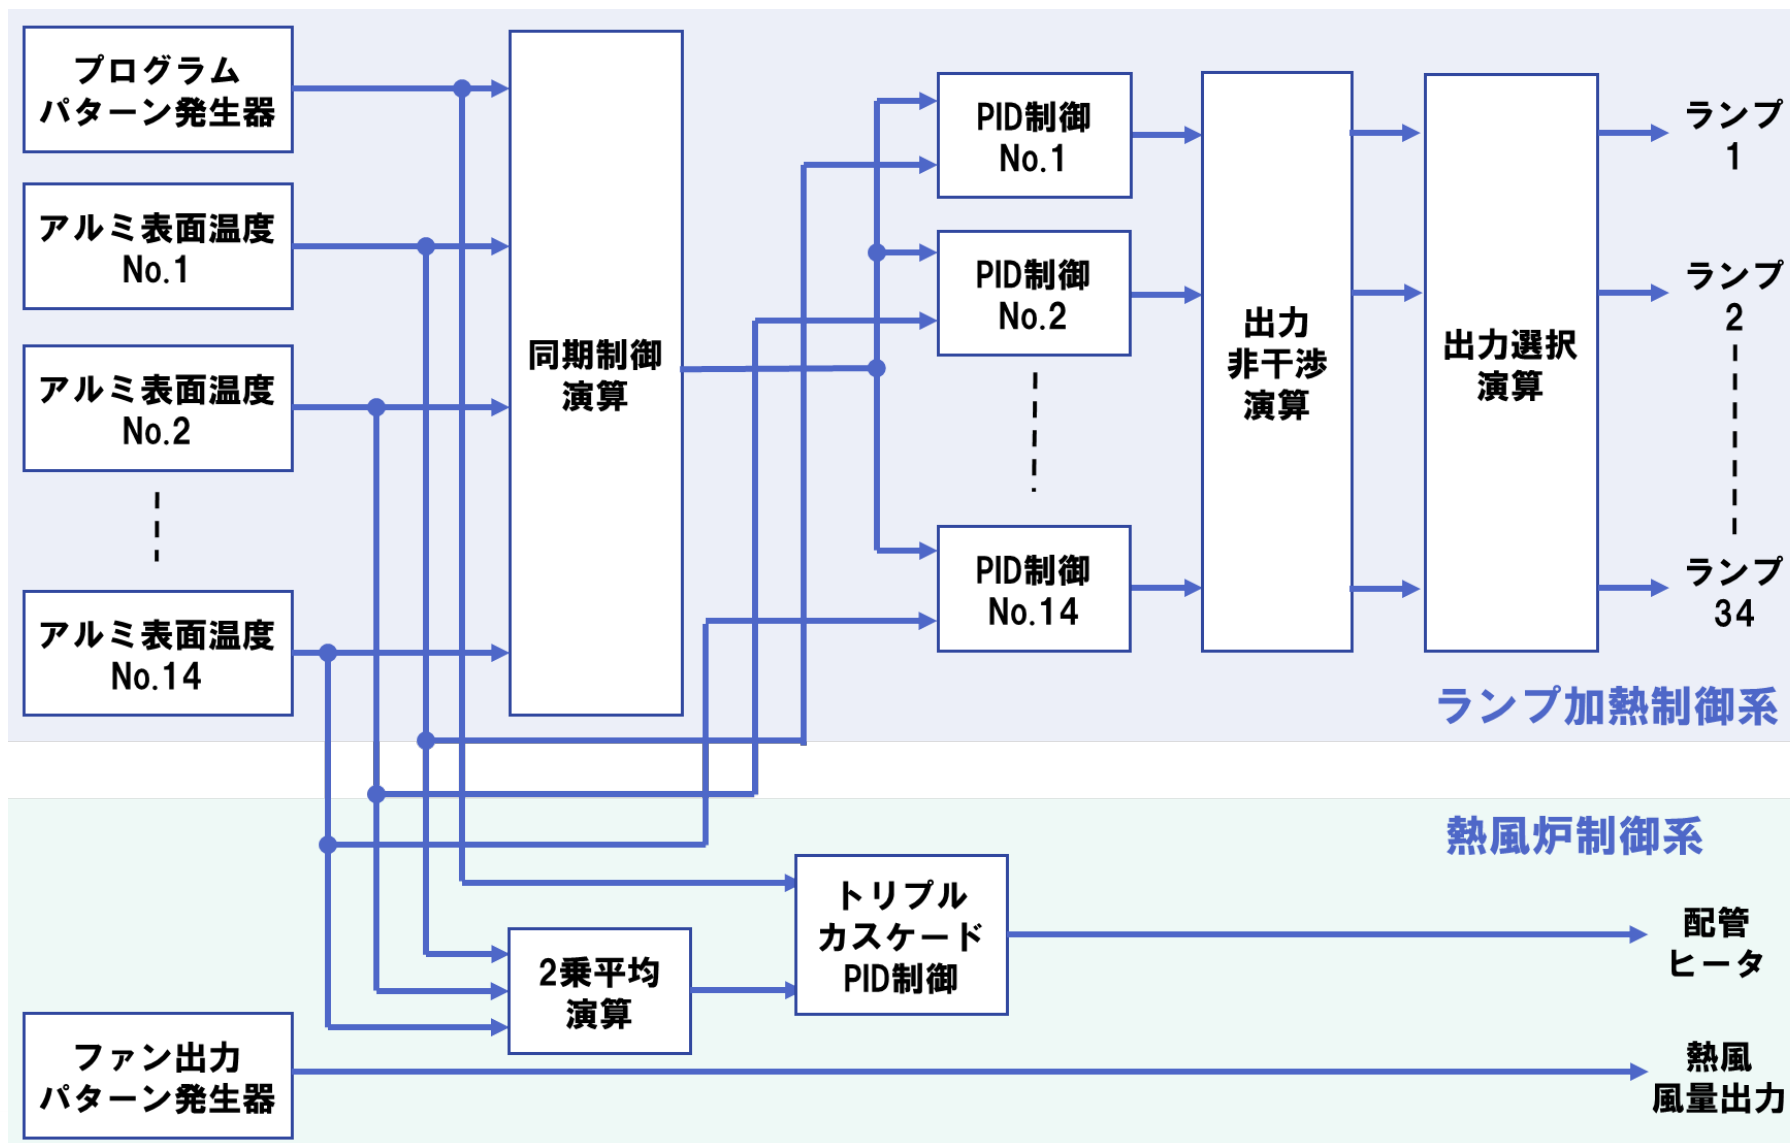 プログラム
パターン発生器
アルミ表面温度
No.1
アルミ表面温度
No.2
アルミ表面温度
No.14
同期制御
演算
PID制御
No.1
PID制御
No.2
PID制御
No.14
出力
非干渉
演算
出力選択
演算
ランプ
1
ランプ
2
ランプ
34
ランプ加熱制御系
熱風炉制御系
トリプル
カスケード
PID制御
2乗平均
演算
ファン出力
パターン発生器
配管
ヒータ
熱風
風量出力